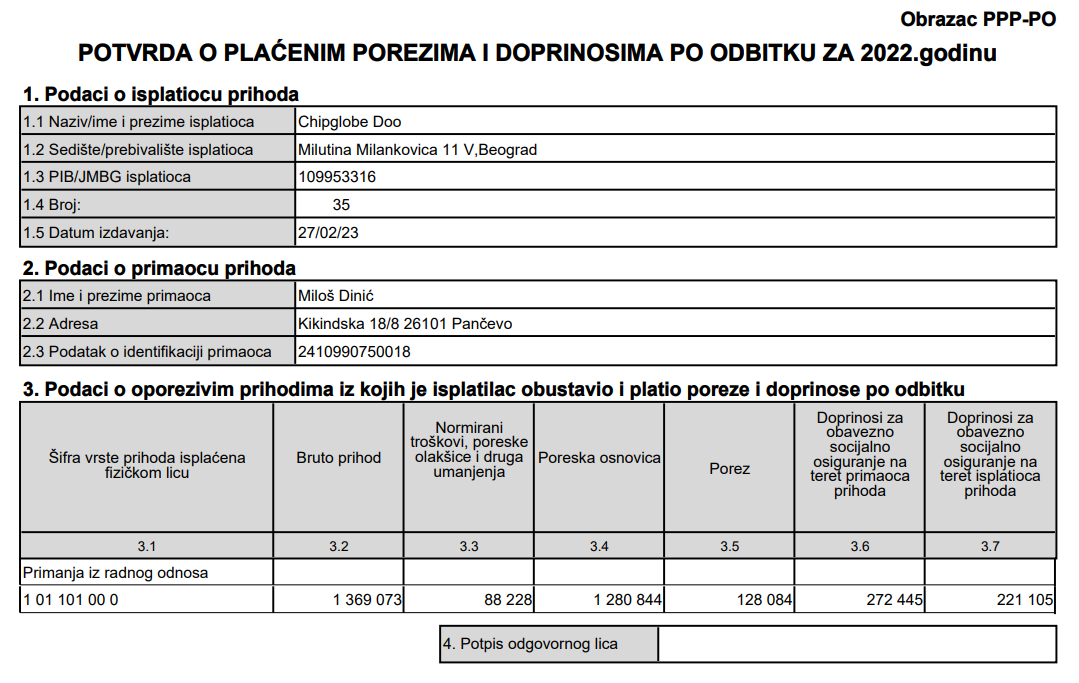 Obrazac PPP-PO
POTVRDA O PLAĆENIM POREZIMA I DOPRINOSIMA PO ODBITKU ZA 2022.godinu
1. Podaci o isplatiocu prihoda
1.1 Naziv/ime i prezime isplatioca Chipglobe Doo
1.2 Sedište/prebivalište isplatioca Milutina Milankovica 11 V,Beograd
1.3 PIB/JMBG isplatioca 109953316
1.4 Broj: 35
1.5 Datum izdavanja: 27/02/23
2. Podaci o primaocu prihoda
2.1 Ime i prezime primaoca Miloš Dinić
2.2 Adresa Kikindska 18/8 26101 Pančevo
2.3 Podatak o identifikaciji primaoca 2410990750018
3. Podaci o oporezivim prihodima iz kojih je isplatilac obustavio i platio poreze i doprinose po odbitku
Šifra vrste prihoda isplaćena
fizičkom licu
Bruto prihod
Normirani
troškovi, poreske
olakšice i druga
umanjenja
Poreska osnovica
Porez
Doprinosi za
obavezno
socijalno
osiguranje na
teret primaoca
prihoda
Doprinosi za
obavezno
socijalno
osiguranje na
teret isplatioca
prihoda
3.1 3.2 3.3 3.4 3.5 3.6 3.7
Primanja iz radnog odnosa
1 01 101 00 0 1 369 073 88 228 1 280 844 128 084 272 445 221 105
4. Potpis odgovornog lica